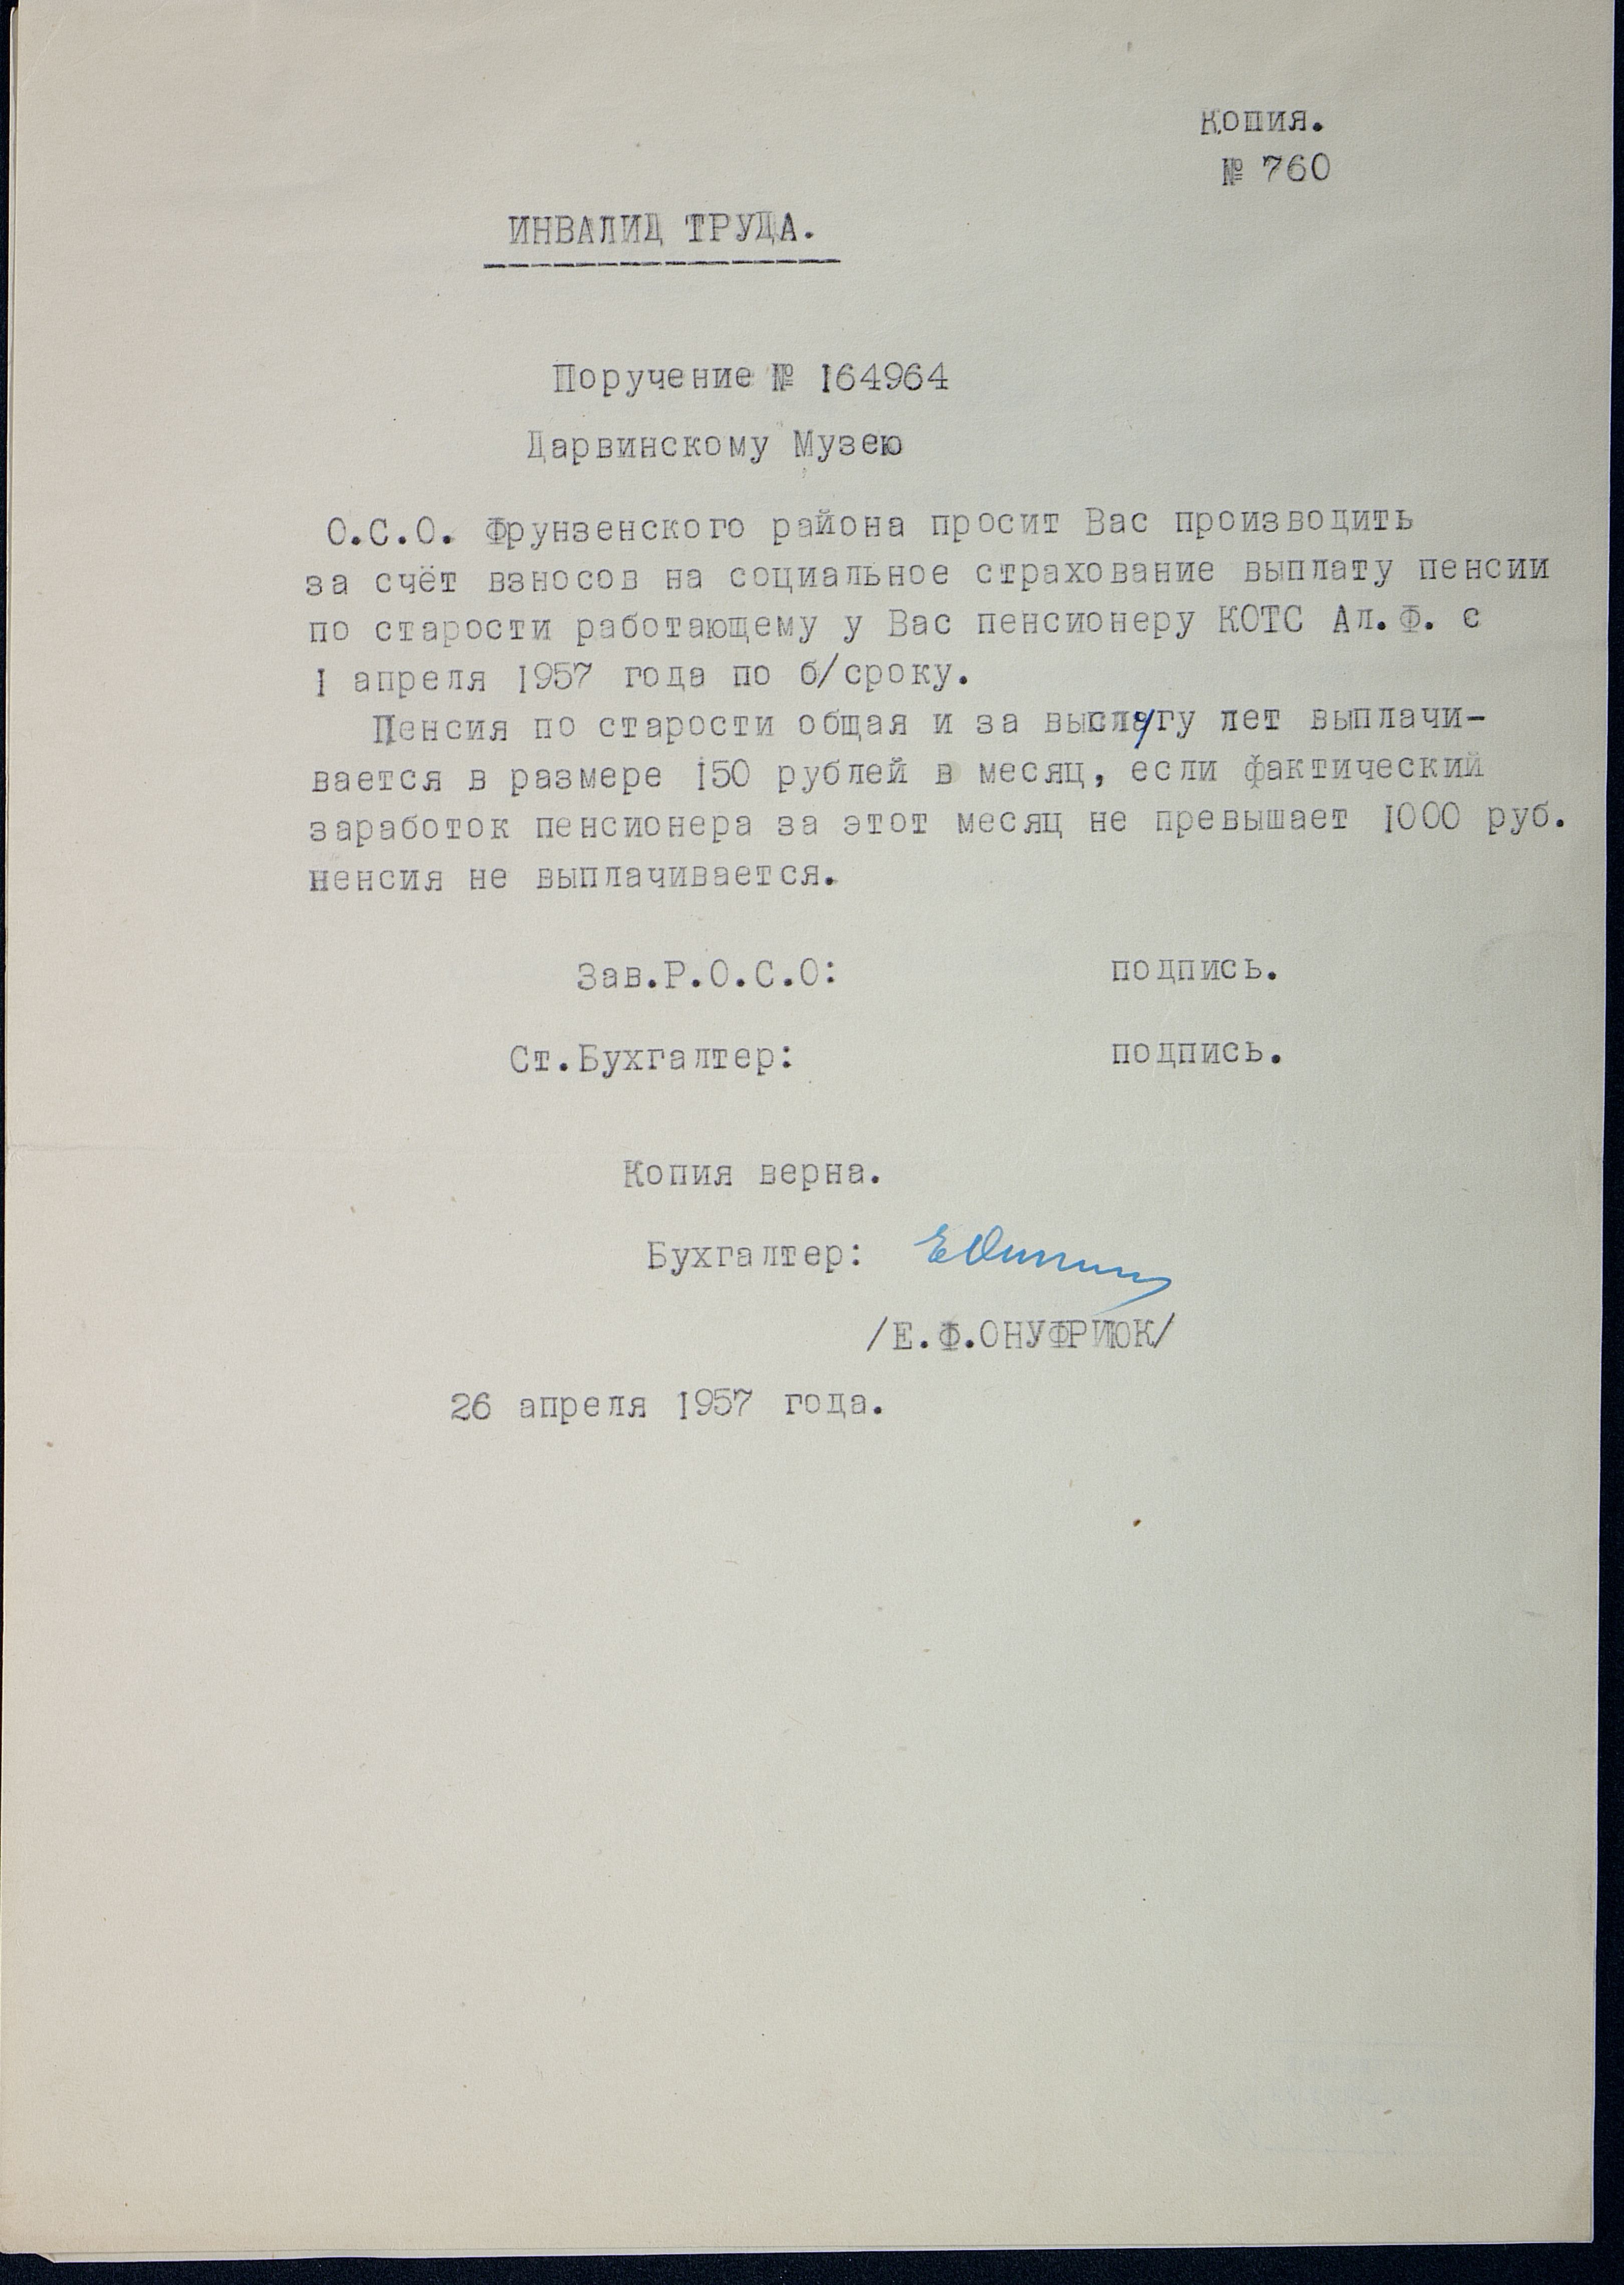 Копия.
№ 760
ИНВАЛИД ТРУДА.
Поручение № 164964
Дарвинскому Музею
О.С.О. Фрунзенского района просит Вас производить
за счёт взносов на социальное страхование выплату пенсии
по старости работающему у Вас пенсионеру КОТС Ал.Ф. с
1 апреля 1957 года по б/сроку.
Пенсия по старости общая и за выслугу лет выплачи-
вается в размере 150 рублей в месяц, если фактический
заработок пенсионера за этот месяц не превышает 1000 руб.
ненсия не выплачивается.
Зав.Р.О.С.О: подпись.
Ст.Бухгалтер: подпись.
Копия верна.
Бухгалтер:
/Е.Ф.ОНУФРИЮК/
26 апреля 1957 года.